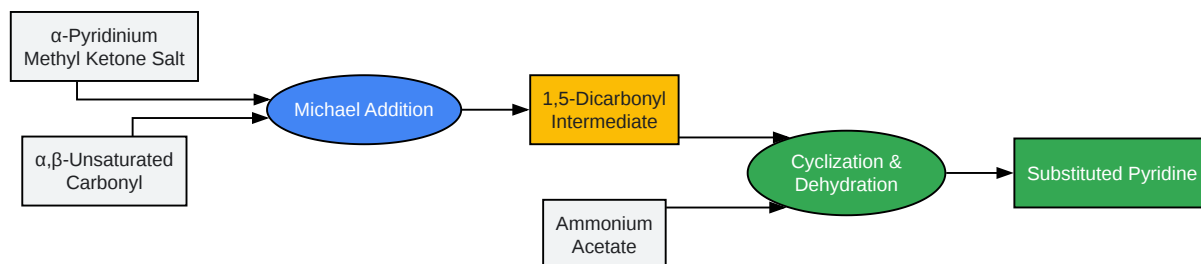 α-Pyridinium
Methyl Ketone Salt
α,β-Unsaturated
Carbonyl
Michael Addition
1,5-Dicarbonyl
Intermediate
Ammonium
Acetate
Cyclization &
Dehydration
Substituted Pyridine